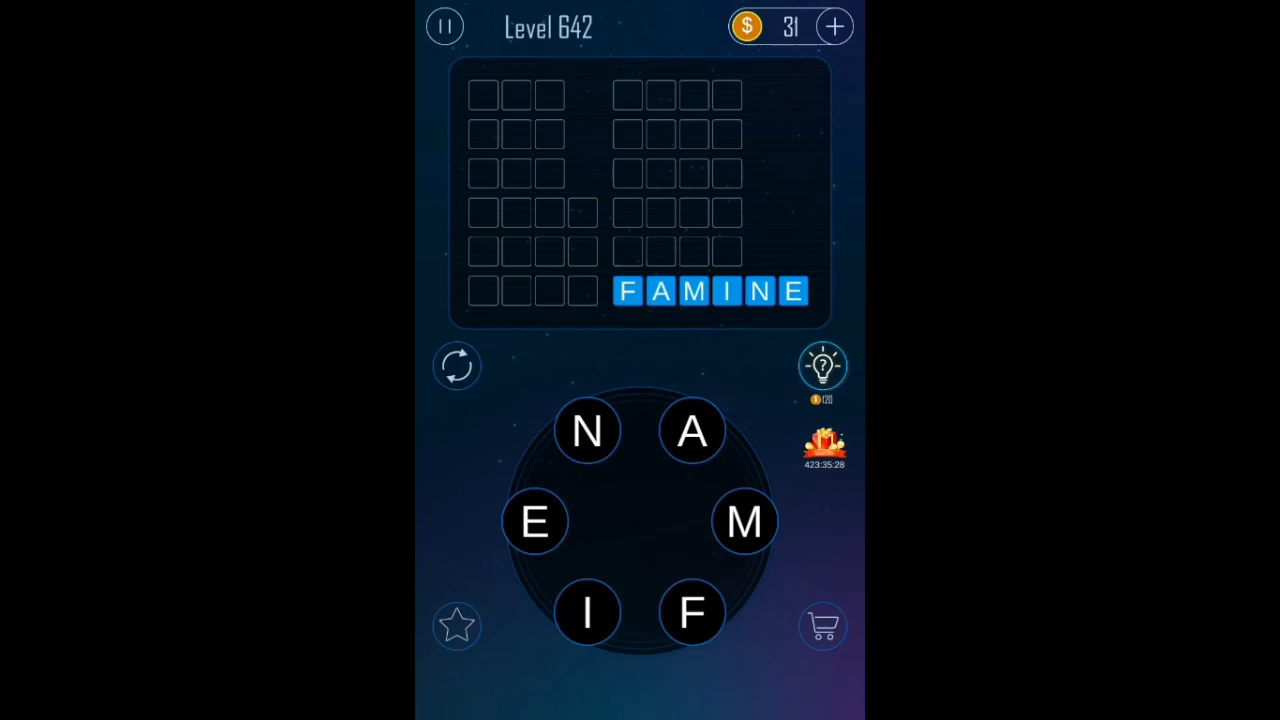 Level 642
$ 31 +
FAMINE
?
$ 120
423:35:28
N A
E M
I F